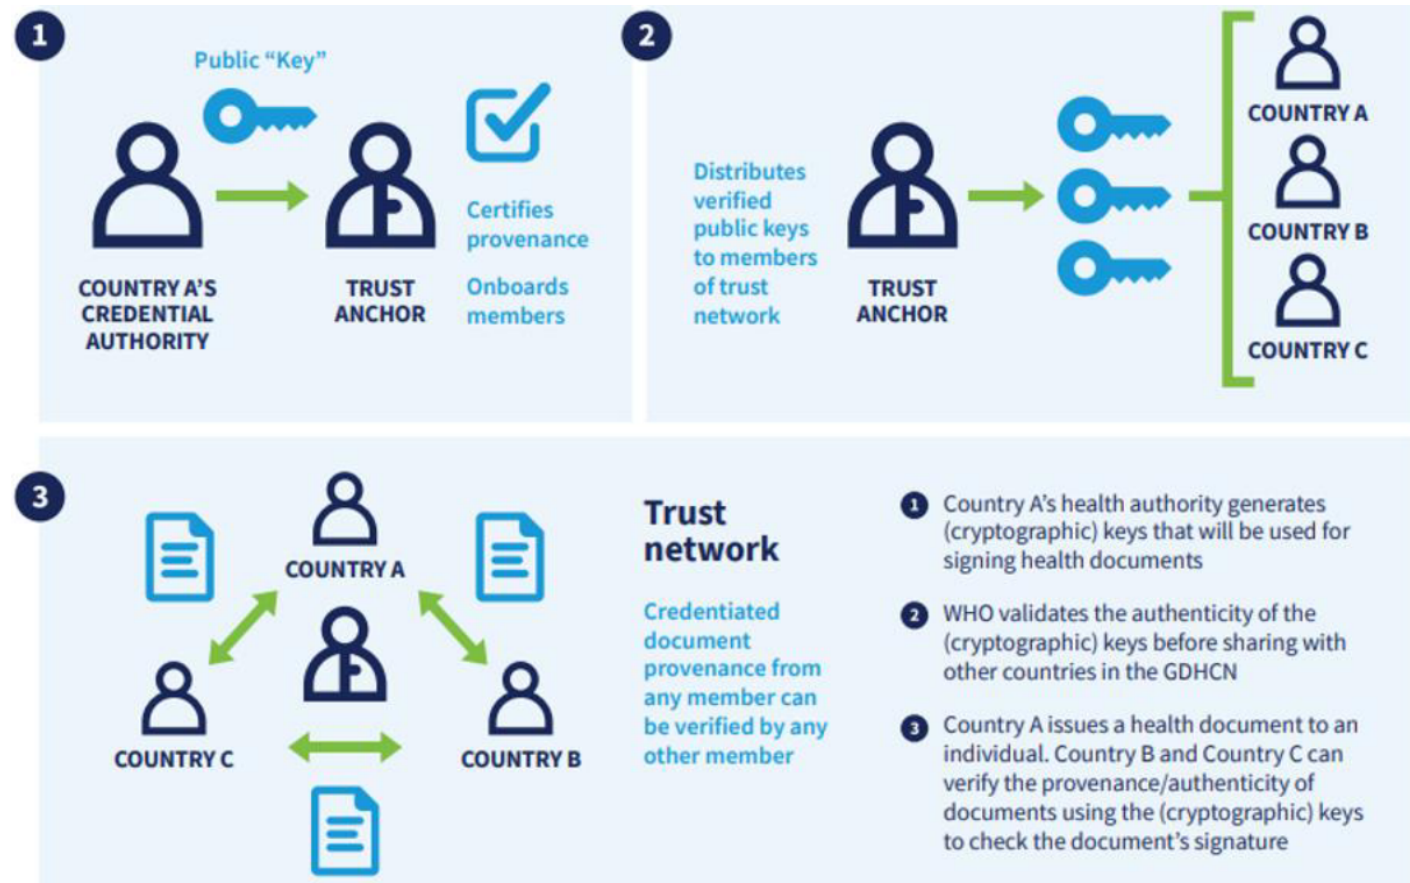 1
Public “Key”
COUNTRY A’S
CREDENTIAL
AUTHORITY
TRUST
ANCHOR
Certifies
provenance
Onboards
members
2
Distributes
verified
public keys
to members
of trust
network
TRUST
ANCHOR
COUNTRY A
COUNTRY B
COUNTRY C
3
COUNTRY A
COUNTRY C
COUNTRY B
Trust
network
Credentiated
document
provenance from
any member can
be verified by any
other member
1 Country A’s health authority generates
(cryptographic) keys that will be used for
signing health documents
2 WHO validates the authenticity of the
(cryptographic) keys before sharing with
other countries in the GDHCN
3 Country A issues a health document to an
individual. Country B and Country C can
verify the provenance/authenticity of
documents using the (cryptographic) keys
to check the document’s signature